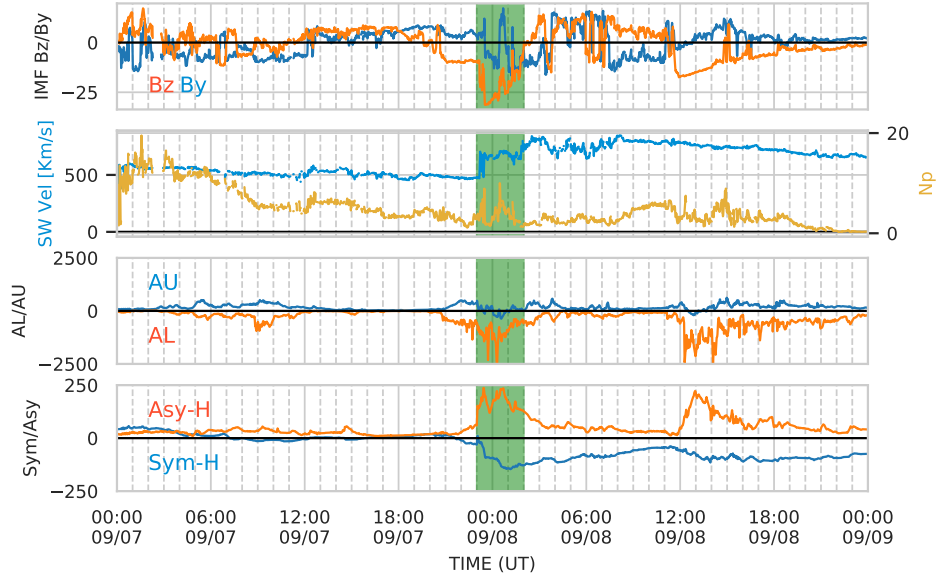 IMF Bz/By
0
−25
Bz By
SW Vel [Km/s]
500
0
20
0
Np
AL/AU
2500
0
−2500
AU
AL
Sym/Asy
250
0
−250
Asy-H
Sym-H
00:00 06:00 12:00 18:00 00:00 06:00 12:00 18:00 00:00
09/07 09/07 09/07 09/07 09/08 09/08 09/08 09/08 09/09
TIME (UT)